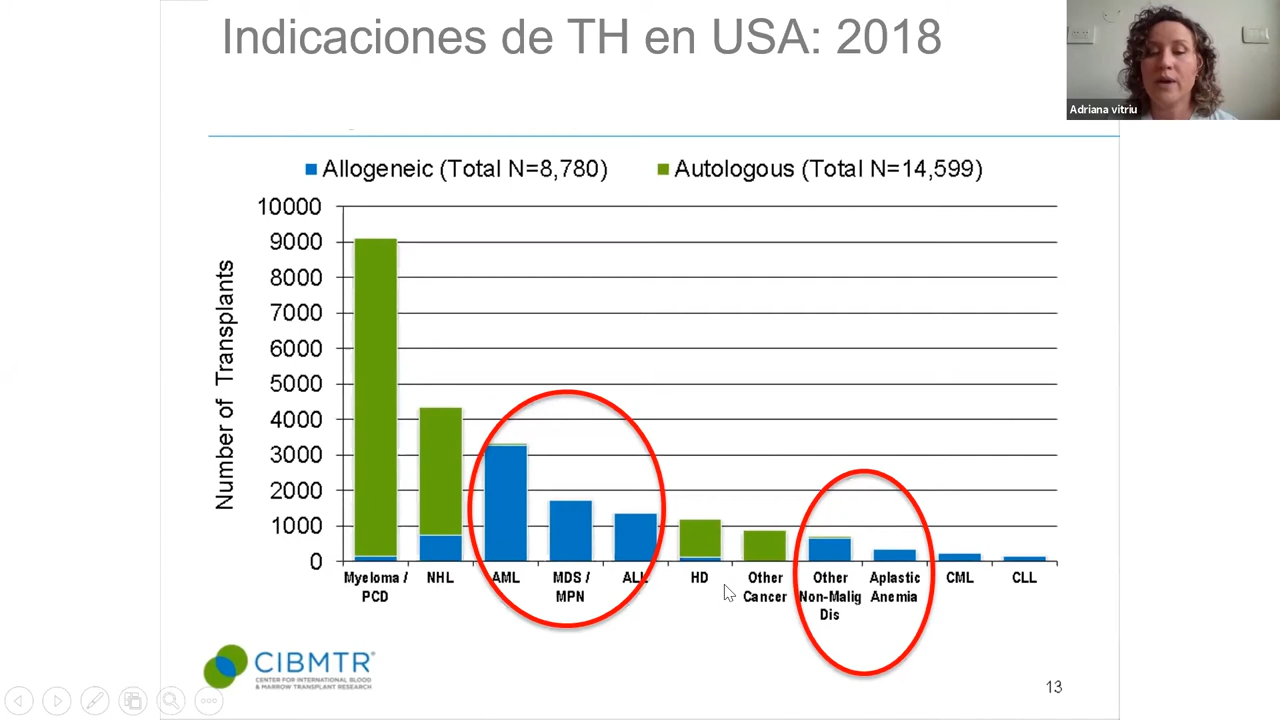 Indicaciones de TH en USA: 2018
Adriana vitriu
Allogeneic (Total N=8,780)
Autologous (Total N=14,599)
Number of Transplants
10000
9000
8000
7000
6000
5000
4000
3000
2000
1000
0
Myeloma /
PCD
NHL
AML
MDS /
MPN
ALL
HD
Other
Cancer
Other
Non-Malig
Dis
Aplastic
Anemia
CML
CLL
CIBMTR®
CENTER FOR INTERNATIONAL BLOOD
& MARROW TRANSPLANT RESEARCH
13